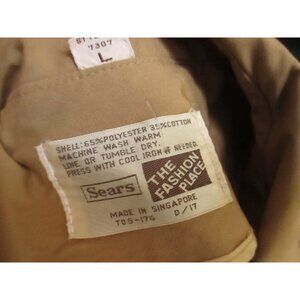 7307
L
SHELL: 65% POLYESTER 35% COTTON
MACHINE WASH WARM
LINE OR TUMBLE DRY.
PRESS WITH COOL IRON IF NEEDED.
Sears
THE
FASHION
PLACE
MADE IN SINGAPORE
TOS-176 D/17